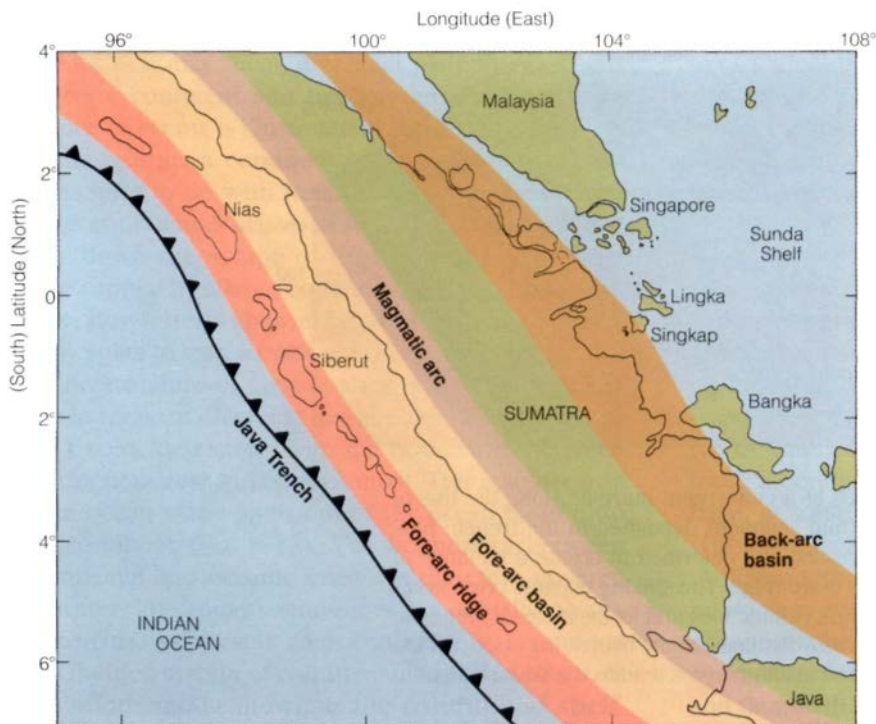 Longitude (East)
96°
100°
104°
108°
4°
2°
0
2°
4°
6°
(South) Latitude (North)
Malaysia
Singapore
Nias
Sunda
Shelf
Lingka
Singkap
Magmatic arc
Siberut
SUMATRA
Bangka
Java Trench
Fore-arc ridge
Fore-arc basin
Back-arc
basin
INDIAN
OCEAN
Java